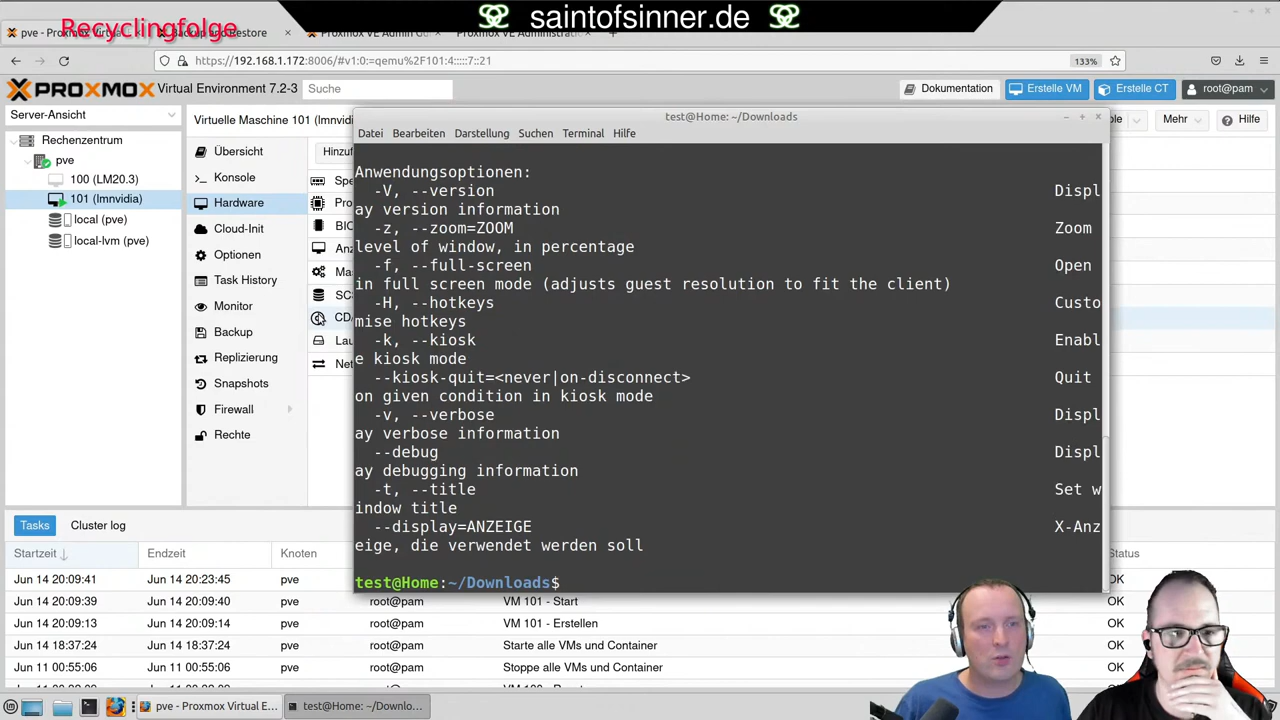 saintofsinner.de
Recyclingfolge
pve - Proxmox Virtu
Backup and Restore
Proxmox VE Admin Gu
Proxmox VE Administrati
https://192.168.1.172:8006/#v1:0:=qemu%2F101:4:::::7::21
133%
PROXMOX Virtual Environment 7.2-3
Suche
Dokumentation
Erstelle VM
Erstelle CT
root@pam
Server-Ansicht
Virtuelle Maschine 101 (lmnvidia)
Mehr
Hilfe
Rechenzentrum
pve
100 (LM20.3)
101 (lmnvidia)
local (pve)
local-lvm (pve)
Übersicht
Konsole
Hardware
Cloud-Init
Optionen
Task History
Monitor
Backup
Replizierung
Snapshots
Firewall
Rechte
Hinzuf
Spe
Pro
BIO
Anz
Mas
SCS
CD/
Lau
Net
test@Home: ~/Downloads
Datei Bearbeiten Darstellung Suchen Terminal Hilfe
Anwendungsoptionen:
-V, --version Displ
ay version information
-z, --zoom=ZOOM Zoom
level of window, in percentage
-f, --full-screen Open
in full screen mode (adjusts guest resolution to fit the client)
-H, --hotkeys Custo
mise hotkeys
-k, --kiosk Enabl
e kiosk mode
--kiosk-quit=<never|on-disconnect> Quit
on given condition in kiosk mode
-v, --verbose Displ
ay verbose information
--debug Displ
ay debugging information
-t, --title Set w
indow title
--display=ANZEIGE X-Anz
eige, die verwendet werden soll
test@Home:~/Downloads$
Tasks
Cluster log
Startzeit Endzeit Knoten Status
Jun 14 20:09:41 Jun 14 20:23:45 pve OK
Jun 14 20:09:39 Jun 14 20:09:40 pve root@pam VM 101 - Start OK
Jun 14 20:09:13 Jun 14 20:09:14 pve root@pam VM 101 - Erstellen
Jun 14 18:37:24 Jun 14 18:37:24 pve root@pam Starte alle VMs und Container
Jun 11 00:55:06 Jun 11 00:55:06 pve root@pam Stoppe alle VMs und Container OK
pve - Proxmox Virtual E...
test@Home: ~/Downlo...